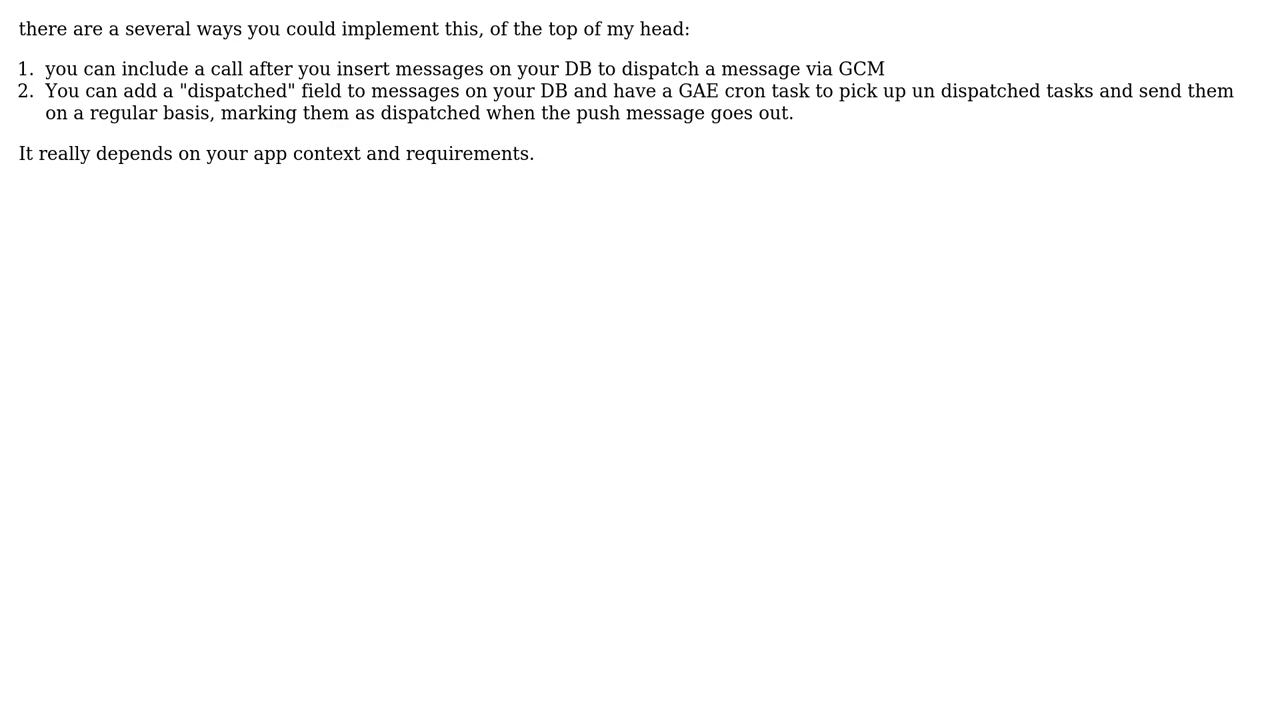 there are a several ways you could implement this, of the top of my head:
1. you can include a call after you insert messages on your DB to dispatch a message via GCM
2. You can add a "dispatched" field to messages on your DB and have a GAE cron task to pick up un dispatched tasks and send them
on a regular basis, marking them as dispatched when the push message goes out.
It really depends on your app context and requirements.